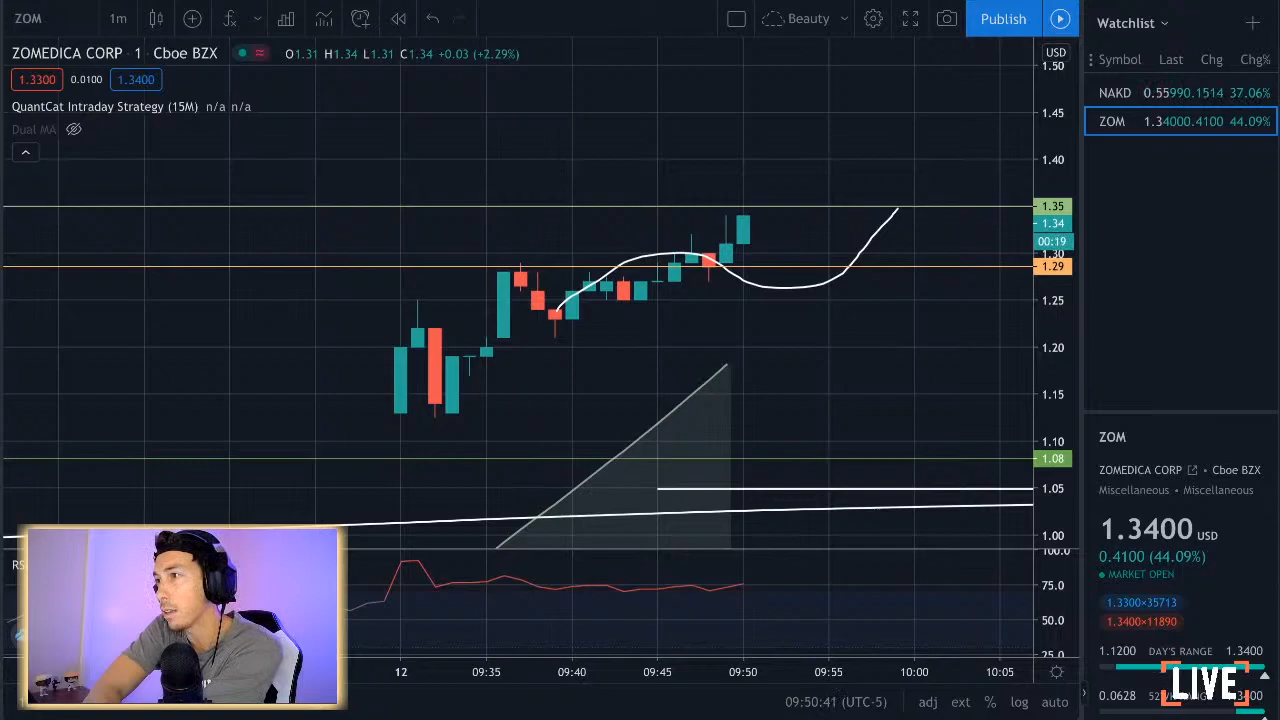 ZOM 1m Beauty Publish
ZOMEDICA CORP · 1 · Cboe BZX O1.31 H1.34 L1.31 C1.34 +0.03 (+2.29%)
1.3300 0.0100 1.3400
QuantCat Intraday Strategy (15M) n/a n/a
Dual MA
USD
1.50
1.45
1.40
1.35
1.34
00:19
1.30
1.29
1.25
1.20
1.15
1.10
1.08
1.05
1.00
100.0
75.0
50.0
25.0
RS
12 09:35 09:40 09:45 09:50 09:55 10:00 10:05
09:50:41 (UTC-5) adj ext % log auto
Watchlist
Symbol Last Chg Chg%
NAKD 0.55990.1514 37.06%
ZOM 1.34000.4100 44.09%
ZOM
ZOMEDICA CORP • Cboe BZX
Miscellaneous • Miscellaneous
1.3400 USD
0.4100 (44.09%)
MARKET OPEN
1.3300×35713
1.3400×11890
1.1200 DAY'S RANGE 1.3400
LIVE